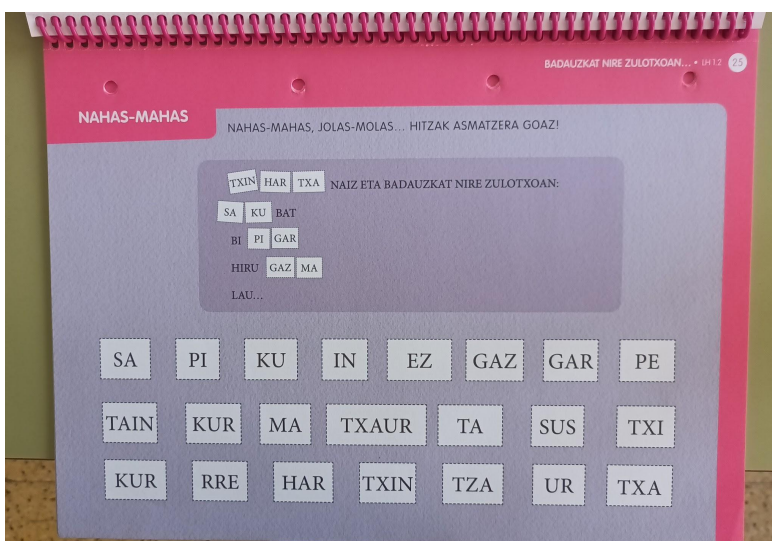 BADAUZKAT NIRE ZULOTXOAN... • LH 1·2 25
NAHAS-MAHAS
NAHAS-MAHAS, JOLAS-MOLAS... HITZAK ASMATZERA GOAZ!
TXIN HAR TXA NAIZ ETA BADAUZKAT NIRE ZULOTXOAN:
SA KU BAT
BI PI GAR
HIRU GAZ MA
LAU...
SA PI KU IN EZ GAZ GAR PE
TAIN KUR MA TXAUR TA SUS TXI
KUR RRE HAR TXIN TZA UR TXA